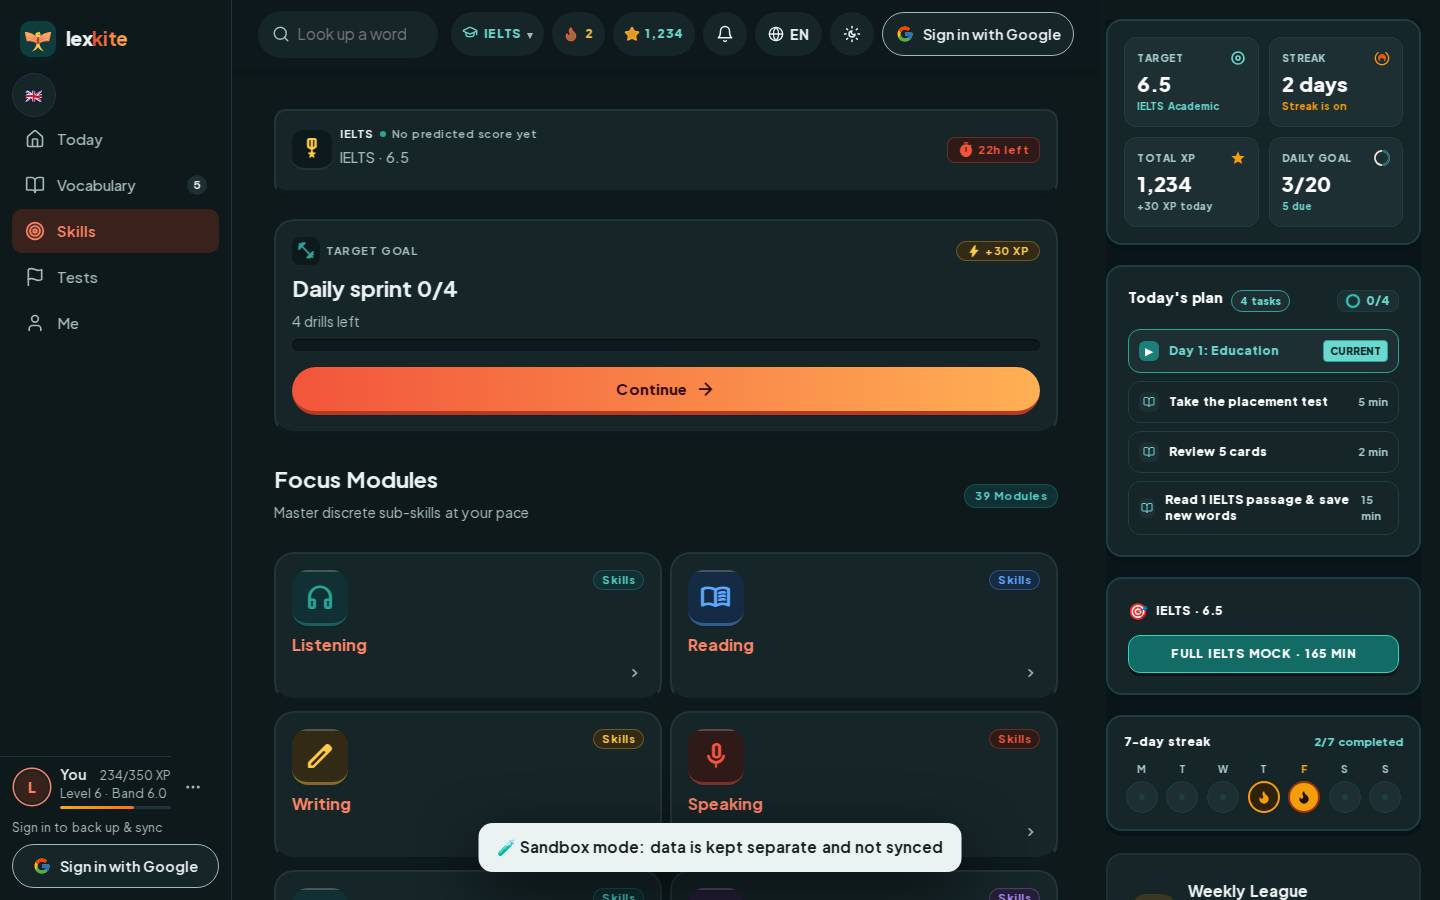 lexkite
Today
Vocabulary 5
Skills
Tests
Me
L
You 234/350 XP
Level 6 · Band 6.0
Sign in to back up & sync
Sign in with Google
Look up a word
IELTS ▾
2
1,234
EN
Sign in with Google
IELTS • No predicted score yet
IELTS · 6.5
22h left
TARGET GOAL
+30 XP
Daily sprint 0/4
4 drills left
Continue →
Focus Modules
Master discrete sub-skills at your pace
39 Modules
Skills
Listening
Skills
Reading
Skills
Writing
Skills
Speaking
Skills
Skills
🧪 Sandbox mode: data is kept separate and not synced
TARGET
6.5
IELTS Academic
STREAK
2 days
Streak is on
TOTAL XP
1,234
+30 XP today
DAILY GOAL
3/20
5 due
Today's plan 4 tasks 0/4
Day 1: Education CURRENT
Take the placement test 5 min
Review 5 cards 2 min
Read 1 IELTS passage & save 15
new words min
IELTS · 6.5
FULL IELTS MOCK · 165 MIN
7-day streak 2/7 completed
M T W T F S S
Weekly League